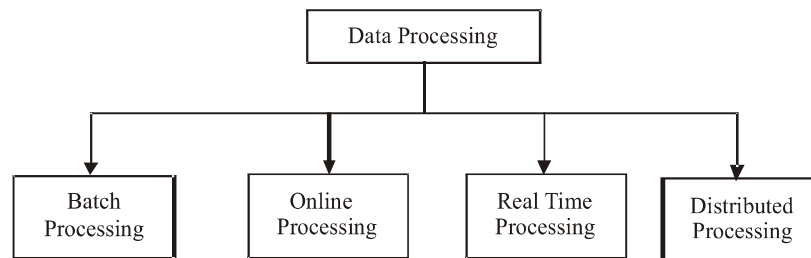 Data Processing
Batch
Processing
Online
Processing
Real Time
Processing
Distributed
Processing